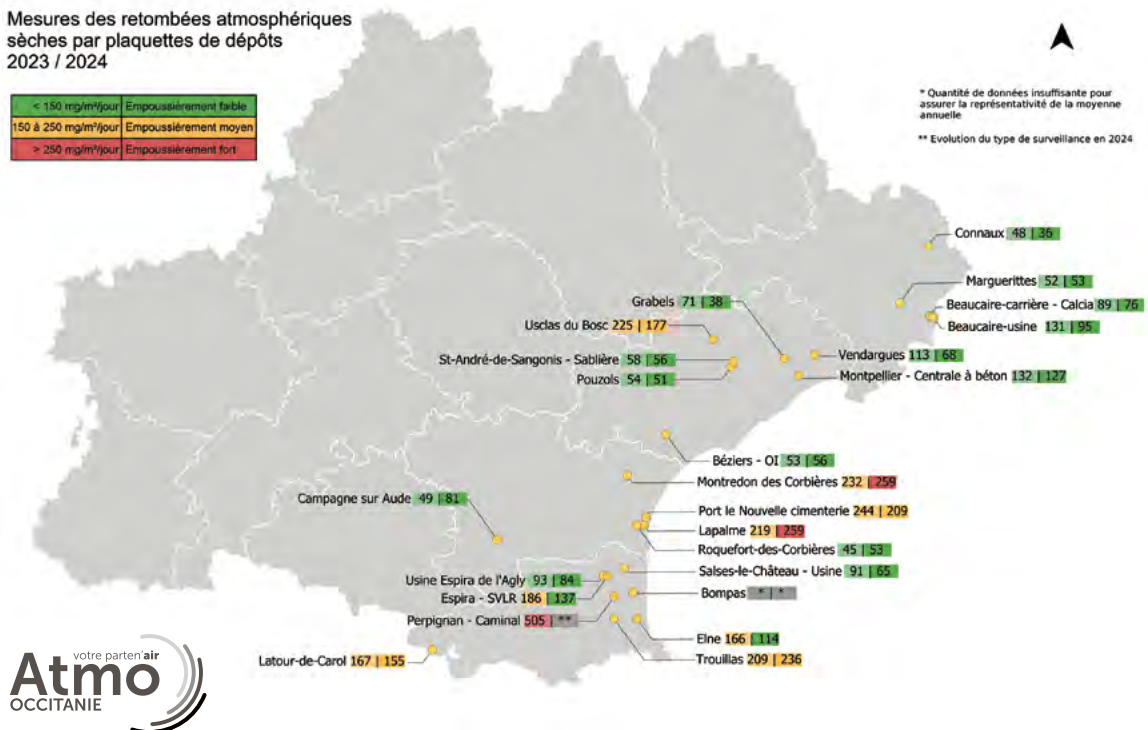 Mesures des retombées atmosphériques
sèches par plaquettes de dépôts
2023 / 2024
< 150 mg/m²/jour Empoussièrement faible
150 à 250 mg/m²/jour Empoussièrement moyen
> 250 mg/m²/jour Empoussièrement fort
* Quantité de données insuffisante pour
assurer la représentativité de la moyenne
annuelle
** Evolution du type de surveillance en 2024
Connaux 48 | 36
Marguerittes 52 | 53
Beaucaire-carrière - Calcia 89 | 76
Beaucaire-usine 131 | 95
Grabels 71 | 38
Usclas du Bosc 225 | 177
St-André-de-Sangonis - Sablière 58 | 56
Pouzols 54 | 51
Vendargues 113 | 68
Montpellier - Centrale à béton 132 | 127
Béziers - OI 53 | 56
Montredon des Corbières 232 | 259
Campagne sur Aude 49 | 81
Port le Nouvelle cimenterie 244 | 209
Lapalme 219 | 259
Roquefort-des-Corbières 45 | 53
Salses-le-Château - Usine 91 | 65
Usine Espira de l'Agly 93 | 84
Espira - SVLR 186 | 137
Bompas * | *
Perpignan - Caminal 505 | **
Elne 166 | 114
Trouillas 209 | 236
Latour-de-Carol 167 | 155
votre parten'air
Atmo
OCCITANIE